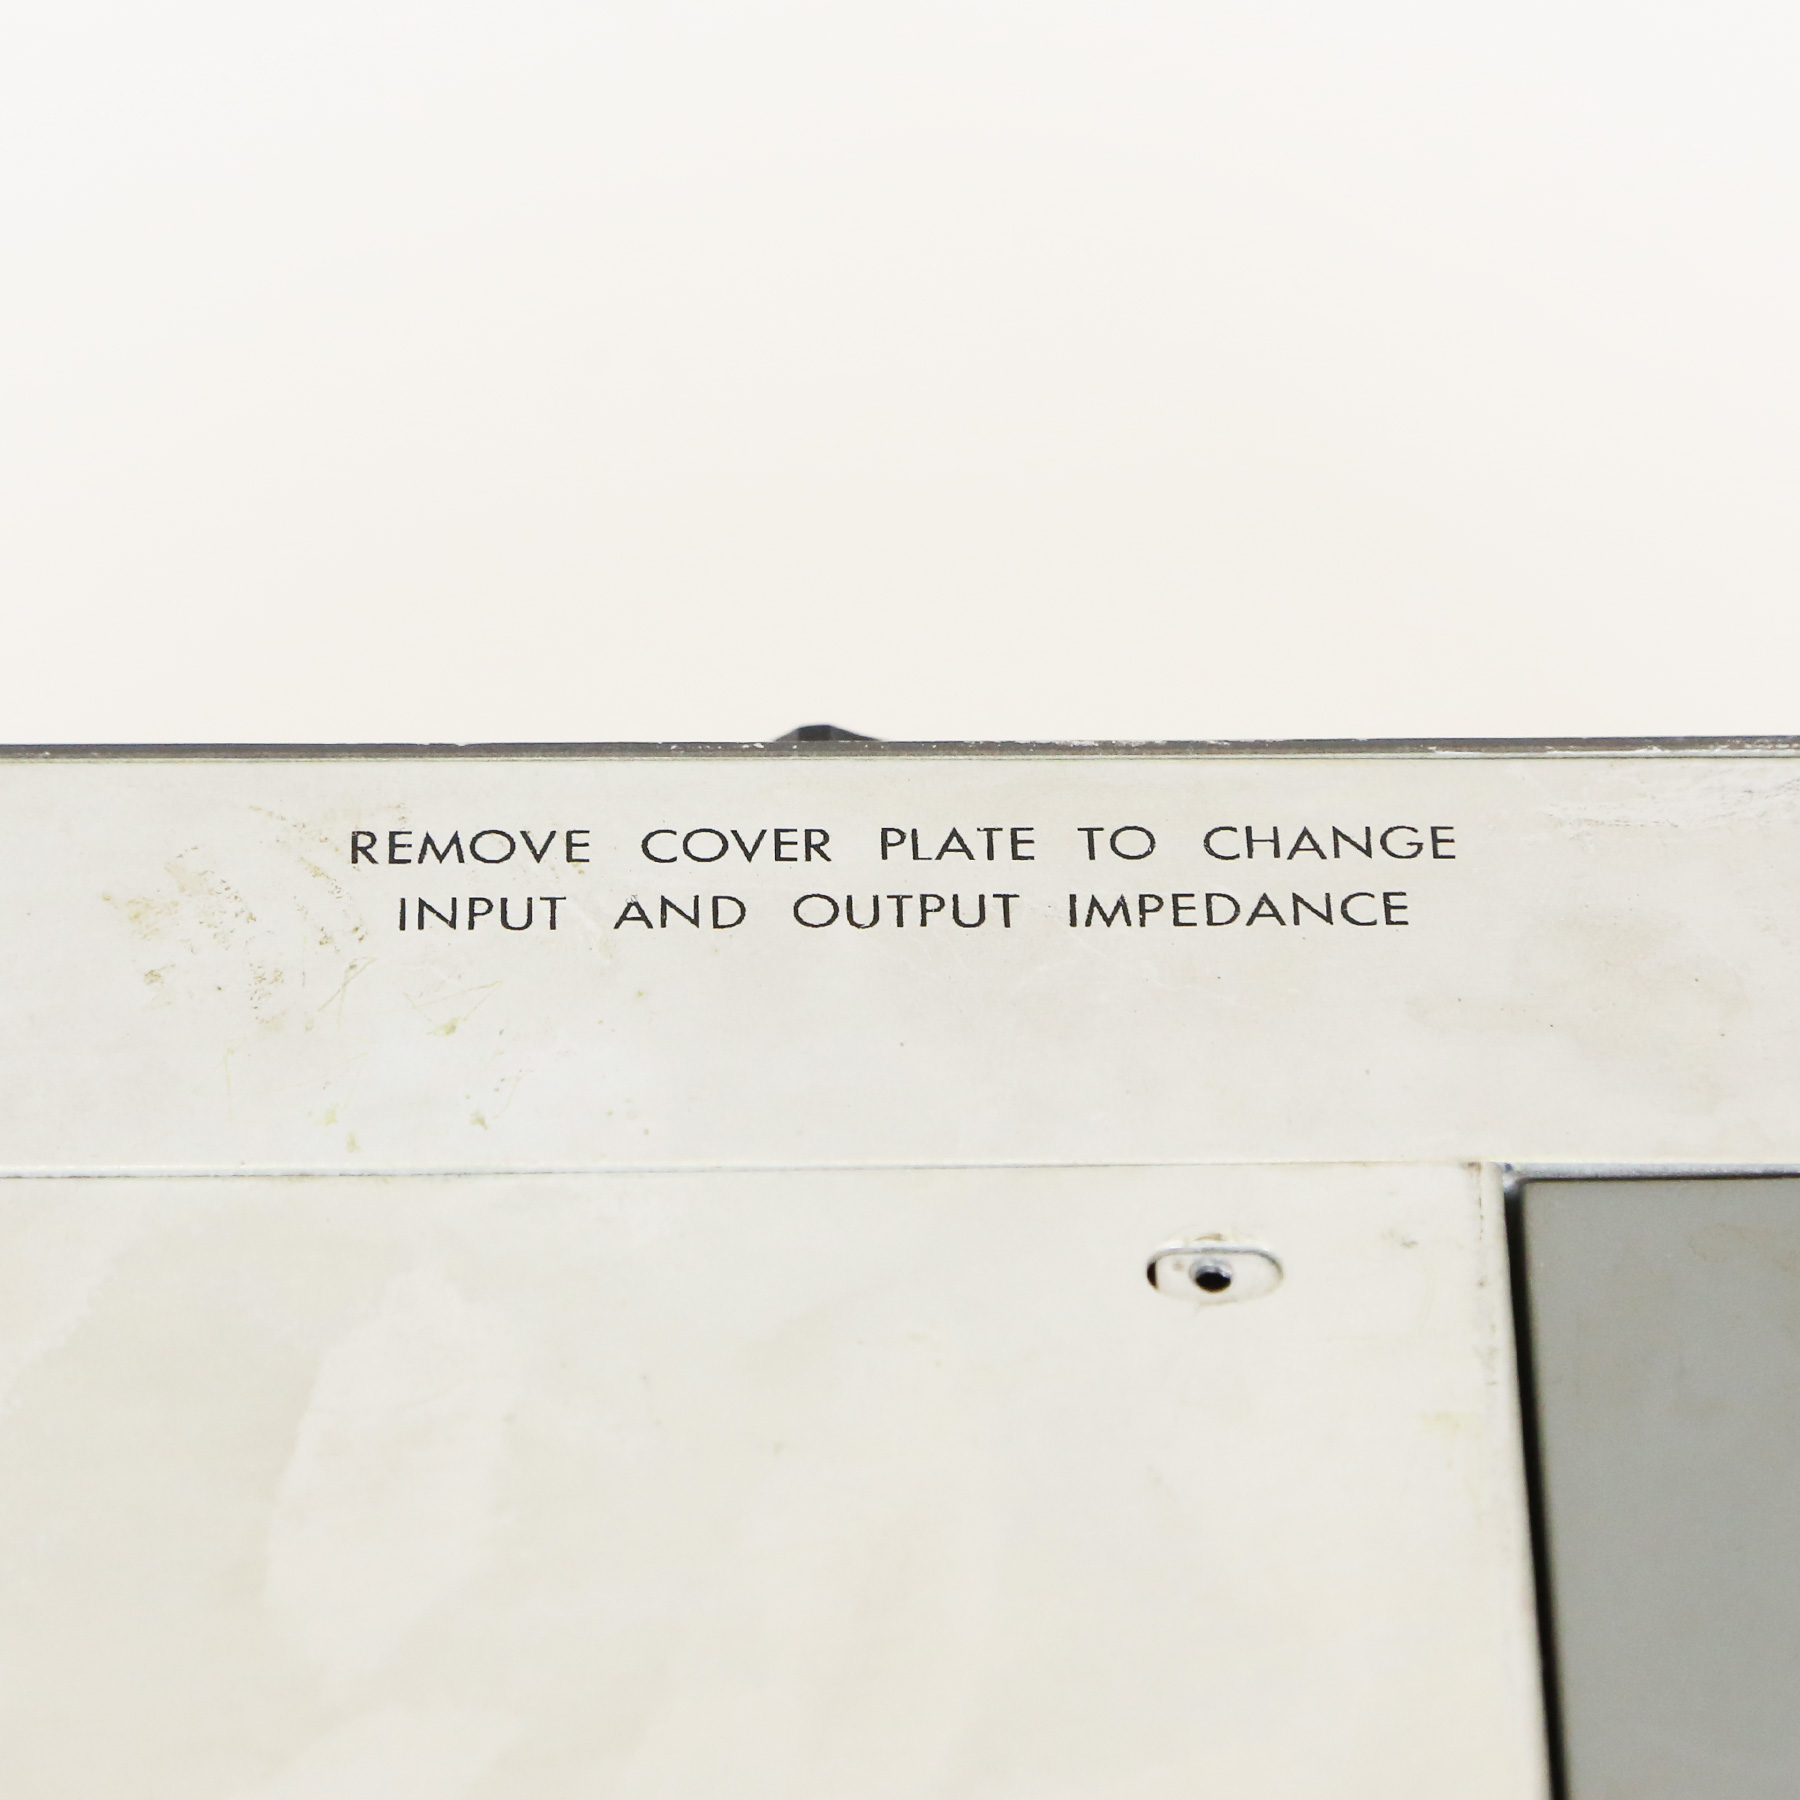 REMOVE COVER PLATE TO CHANGE
INPUT AND OUTPUT IMPEDANCE